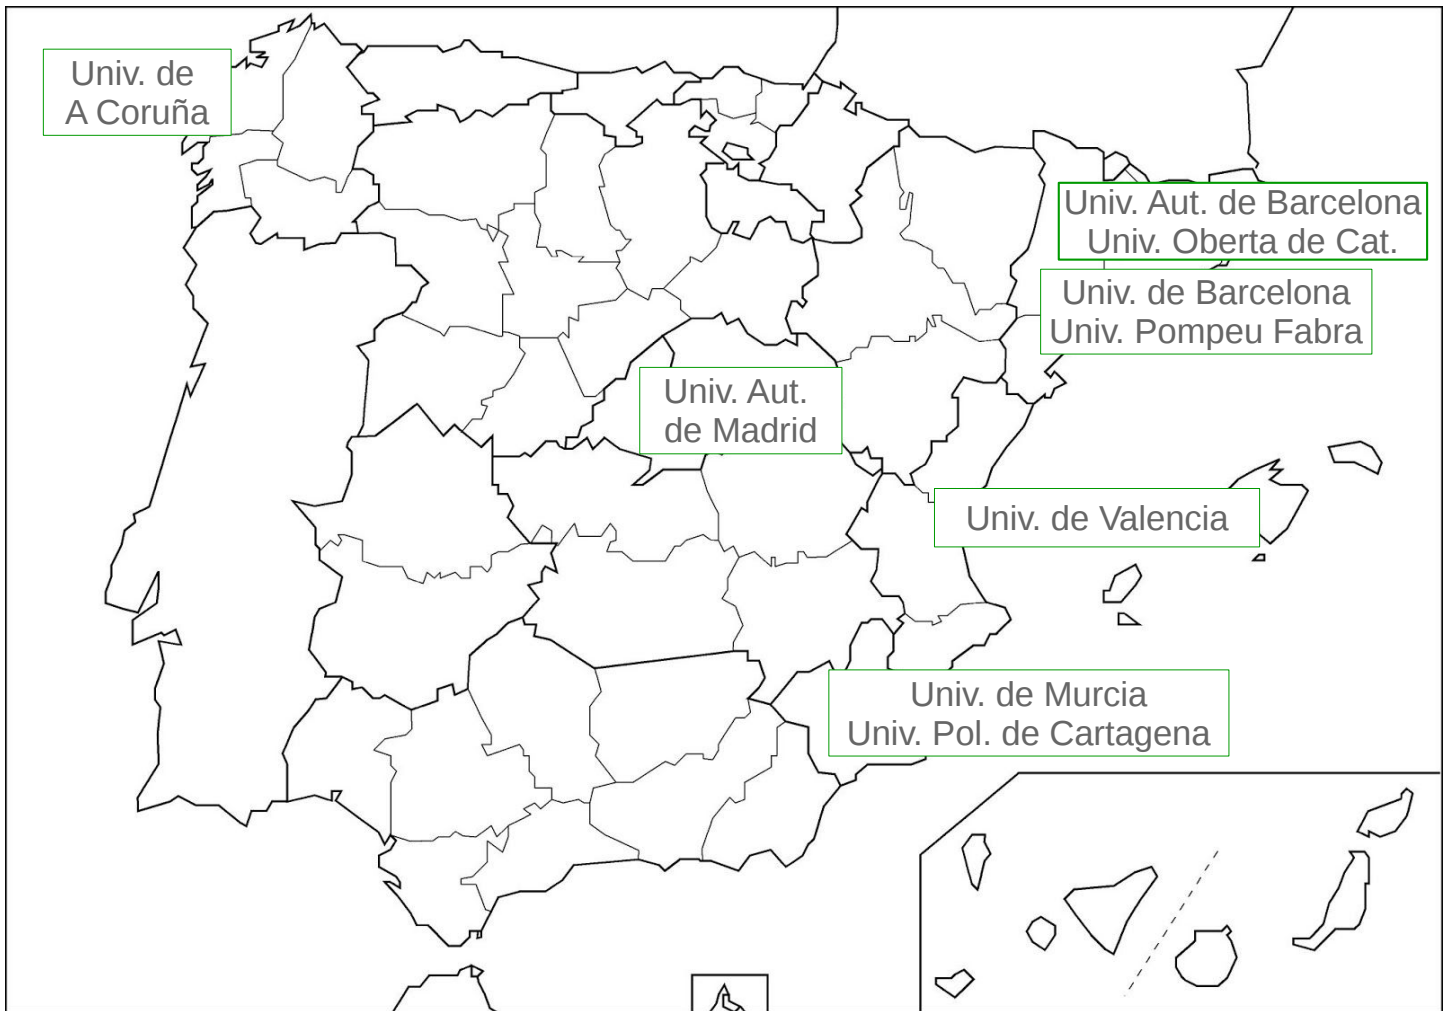 Univ. de
A Coruña
Univ. Aut. de Barcelona
Univ. Oberta de Cat.
Univ. de Barcelona
Univ. Pompeu Fabra
Univ. Aut.
de Madrid
Univ. de Valencia
Univ. de Murcia
Univ. Pol. de Cartagena